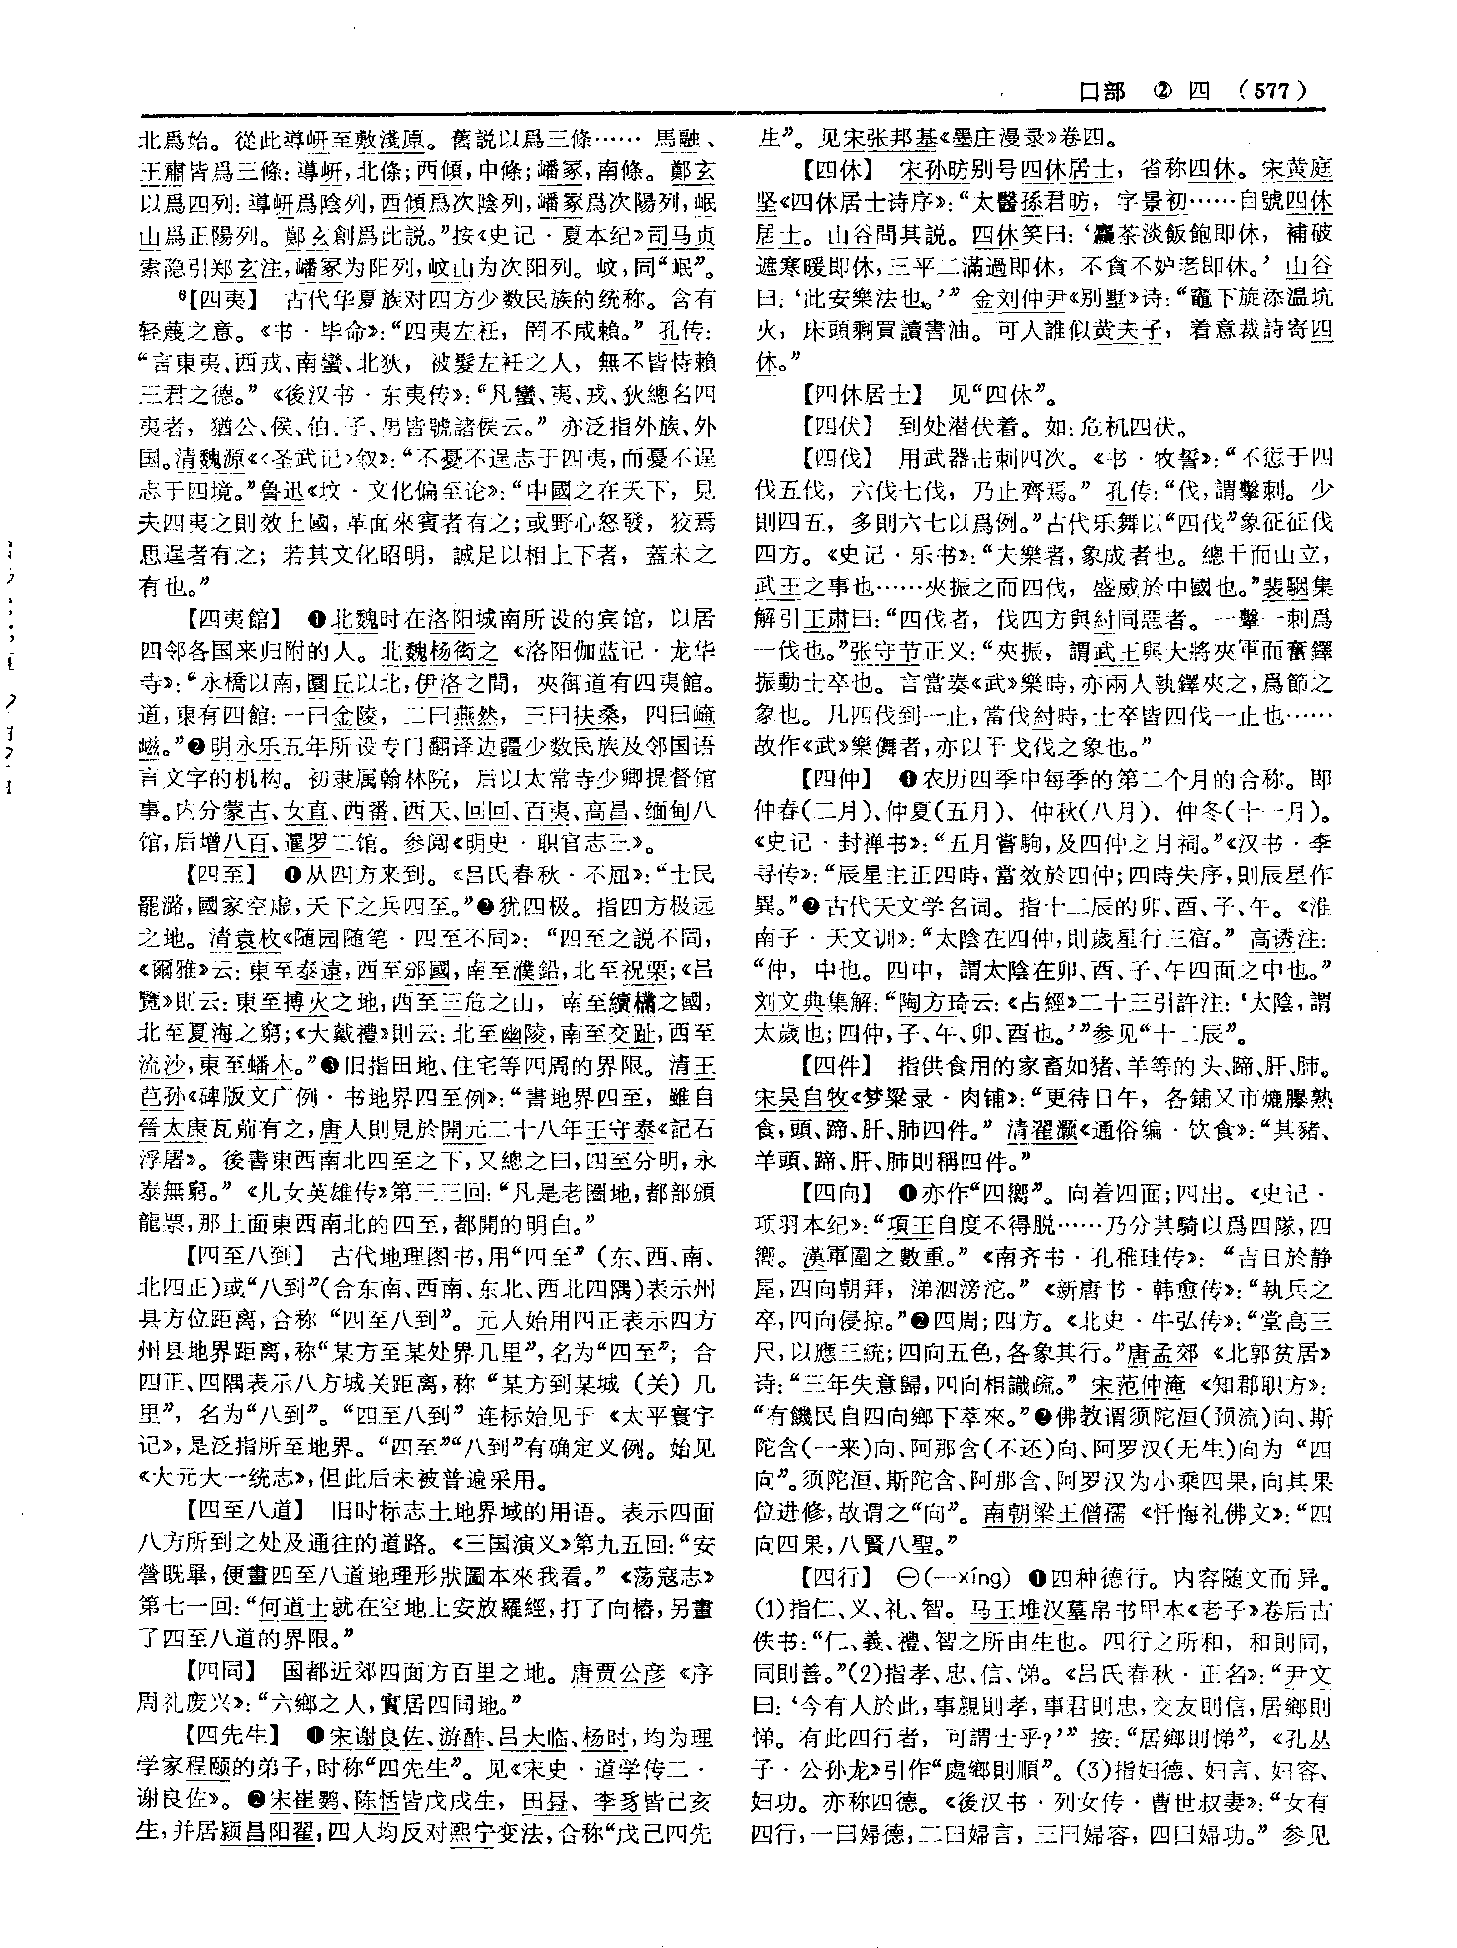 口部 ② 四 (577)
北爲始。從此導岍至敷淺原。舊説以爲三條…… 馬融、
王肅皆爲三條：導岍，北條；西傾，中條；嶓冢，南條。鄭玄
以爲四列：導岍爲陰列，西傾爲次陰列，嶓冢爲次陽列，岷
山爲正陽列。鄭玄創爲此説。”按《史记·夏本纪》司马贞
索隐引郑玄注，嶓冢为阳列，岐山为次阳列。岐，同“岷”。
【四夷】 古代华夏族对四方少数民族的统称。含有
轻蔑之意。《书·毕命》：“四夷左衽，罔不咸賴。” 孔传：
“言東夷、西戎、南蠻、北狄，被髮左衽之人，無不皆恃賴
三君之德。”《後汉书·东夷传》：“凡蠻、夷、戎、狄總名四
夷者，猶公、侯、伯、子、男皆號諸侯云。” 亦泛指外族、外
国。清魏源《〈圣武记〉叙》：“不憂不逞志于四夷，而憂不逞
志于四境。”鲁迅《坟·文化偏至论》：“中國之在天下，見
夫四夷之則效上國，革面來賓者有之；或野心怒發，狡焉
思逞者有之；若其文化昭明，誠足以相上下者，蓋未之
有也。”
【四夷館】 ❶北魏时在洛阳城南所设的宾馆，以居
四邻各国来归附的人。北魏杨衒之《洛阳伽蓝记·龙华
寺》：“永橋以南，圜丘以北，伊洛之間，夾御道有四夷館。
道，東有四館：一曰金陵，二曰燕然，三曰扶桑，四曰崦
嵫。”❷明永乐五年所设专门翻译边疆少数民族及邻国语
言文字的机构。初隶属翰林院，后以太常寺少卿提督馆
事。内分蒙古、女直、西番、西天、回回、百夷、高昌、缅甸八
馆，后增八百、暹罗二馆。参阅《明史·职官志三》。
【四至】 ❶从四方来到。《吕氏春秋·不屈》：“士民
罷潞，國家空虚，天下之兵四至。”❷犹四极。指四方极远
之地。清袁枚《随园随笔·四至不同》：“四至之説不同，
《爾雅》云：東至泰遠，西至邠國，南至濮鉛，北至祝栗；《吕
覽》則云：東至搏火之地，西至三危之山，南至續樠之國，
北至夏海之窮；《大戴禮》則云：北至幽陵，南至交趾，西至
流沙，東至蟠木。”❸旧指田地、住宅等四周的界限。清王
芑孙《碑版文广例·书地界四至例》：“書地界四至，雖自
晉太康瓦莂有之，唐人則見於開元二十八年王守泰《記石
浮屠》。後書東西南北四至之下，又總之曰，四至分明，永
泰無窮。”《儿女英雄传》第三三回：“凡是老圈地，都部頒
龍票，那上面東西南北的四至，都開的明白。”
【四至八到】 古代地理图书，用“四至”（东、西、南、
北四正）或“八到”（合东南、西南、东北、西北四隅）表示州
县方位距离，合称“四至八到”。元人始用四正表示四方
州县地界距离，称“某方至某处界几里”，名为“四至”；合
四正、四隅表示八方城关距离，称“某方到某城（关）几
里”，名为“八到”。“四至八到”连标始见于《太平寰宇
记》，是泛指所至地界。“四至”“八到”有确定义例。始见
《大元大一统志》，但此后未被普遍采用。
【四至八道】 旧时标志土地界域的用语。表示四面
八方所到之处及通往的道路。《三国演义》第九五回：“安
營既畢，便畫四至八道地理形狀圖本來我看。”《荡寇志》
第七一回：“何道士就在空地上安放羅經，打了向樁，另畫
了四至八道的界限。”
【四同】 国都近郊四面方百里之地。唐贾公彦《序
周礼废兴》：“六鄉之人，實居四同地。”
【四先生】 ❶宋谢良佐、游酢、吕大临、杨时，均为理
学家程颐的弟子，时称“四先生”。见《宋史·道学传二·
谢良佐》。❷宋崔鶠、陈恬皆戊戌生，田昼、李豸皆己亥
生，并居颍昌阳翟，四人均反对熙宁变法，合称“戊己四先
生”。见宋张邦基《墨庄漫录》卷四。
【四休】 宋孙昉别号四休居士，省称四休。宋黄庭
坚《四休居士诗序》：“太醫孫君昉，字景初……自號四休
居士。山谷問其説。四休笑曰：‘麤茶淡飯飽即休，補破
遮寒暖即休，三平二滿過即休，不貪不妒老即休。’山谷
曰：‘此安樂法也。’” 金刘仲尹《别墅》诗：“竈下旋添温坑
火，床頭剩買讀書油。可人誰似黄夫子，着意裁詩寄四
休。”
【四休居士】 见“四休”。
【四伏】 到处潜伏着。如：危机四伏。
【四伐】 用武器击刺四次。《书·牧誓》：“不愆于四
伐五伐，六伐七伐，乃止齊焉。” 孔传：“伐，謂擊刺。少
則四五，多則六七以爲例。”古代乐舞以“四伐”象征征伐
四方。《史记·乐书》：“夫樂者，象成者也。總干而山立，
武王之事也……夾振之而四伐，盛威於中國也。”裴駰集
解引王肃曰：“四伐者，伐四方與紂同惡者。一擊一刺爲
一伐也。”张守节正义：“夾振，謂武王與大將夾軍而奮鐸
振動士卒也。言當奏《武》樂時，亦兩人執鐸夾之，爲節之
象也。凡四伐到一止，當伐紂時，士卒皆四伐一止也……
故作《武》樂儛者，亦以干戈伐之象也。”
【四仲】 ❶农历四季中每季的第二个月的合称。即
仲春（二月）、仲夏（五月）、仲秋（八月）、仲冬（十一月）。
《史记·封禅书》：“五月嘗駒，及四仲之月祠。”《汉书·李
寻传》：“辰星主正四時，當效於四仲；四時失序，則辰星作
異。”❷古代天文学名词。指十二辰的卯、酉、子、午。《淮
南子·天文训》：“太陰在四仲，則歲星行三宿。” 高诱注：
“仲，中也。四中，謂太陰在卯、酉、子、午四面之中也。”
刘文典集解：“陶方琦云：《占經》二十三引許注：‘太陰，謂
太歲也；四仲，子、午、卯、酉也。’”参见“十二辰”。
【四件】 指供食用的家畜如猪、羊等的头、蹄、肝、肺。
宋吴自牧《梦粱录·肉铺》：“更待日午，各鋪又市爊曝熟
食，頭、蹄、肝、肺四件。” 清翟灏《通俗编·饮食》：“其豬、
羊頭、蹄、肝、肺則稱四件。”
【四向】 ❶亦作“四嚮”。向着四面；四出。《史记·
项羽本纪》：“項王自度不得脱……乃分其騎以爲四隊，四
嚮。漢軍圍之數重。”《南齐书·孔稚珪传》：“吉日於静
屋，四向朝拜，涕泗滂沱。”《新唐书·韩愈传》：“執兵之
卒，四向侵掠。”❷四周；四方。《北史·牛弘传》：“堂高三
尺，以應三統；四向五色，各象其行。”唐孟郊《北郭贫居》
诗：“三年失意歸，四向相識疏。” 宋范仲淹《知郡职方》：
“有饑民自四向鄉下萃來。”❷佛教谓须陀洹（预流）向、斯
陀含（一来）向、阿那含（不还）向、阿罗汉（无生）向为“四
向”。须陀洹、斯陀含、阿那含、阿罗汉为小乘四果，向其果
位进修，故谓之“向”。南朝梁王僧孺《忏悔礼佛文》：“四
向四果，八賢八聖。”
【四行】 ㊀（—xíng）❶四种德行。内容随文而异。
(1)指仁、义、礼、智。马王堆汉墓帛书甲本《老子》卷后古
佚书：“仁、義、禮、智之所由生也。四行之所和，和則同，
同則善。”(2)指孝、忠、信、悌。《吕氏春秋·正名》：“尹文
曰：‘今有人於此，事親則孝，事君則忠，交友則信，居鄉則
悌。有此四行者，可謂士乎？’” 按：“居鄉則悌”，《孔丛
子·公孙龙》引作“處鄉則順”。(3)指妇德、妇言、妇容、
妇功。亦称四德。《後汉书·列女传·曹世叔妻》：“女有
四行，一曰婦德，二曰婦言，三曰婦容，四曰婦功。” 参见